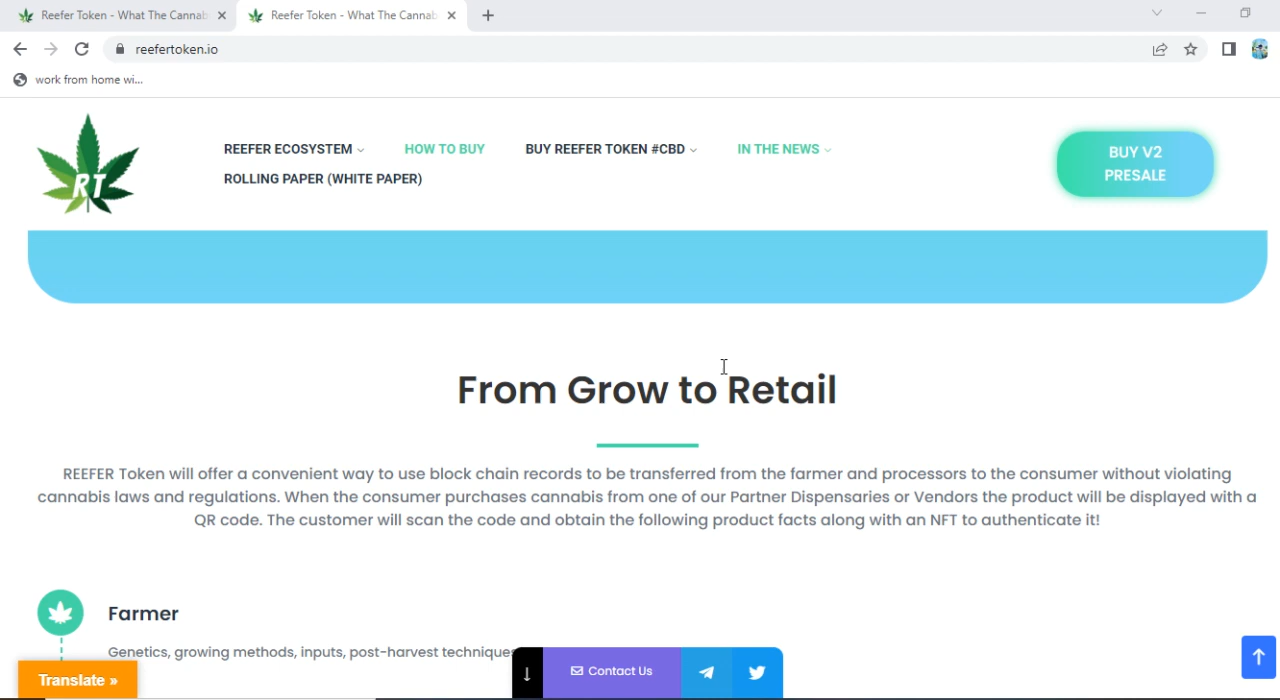 Reefer Token - What The Cannab
Reefer Token - What The Cannab
reefertoken.io
work from home wi...
RT
REEFER ECOSYSTEM
HOW TO BUY
BUY REEFER TOKEN #CBD
IN THE NEWS
ROLLING PAPER (WHITE PAPER)
BUY V2
PRESALE
From Grow to Retail
REEFER Token will offer a convenient way to use block chain records to be transferred from the farmer and processors to the consumer without violating
cannabis laws and regulations. When the consumer purchases cannabis from one of our Partner Dispensaries or Vendors the product will be displayed with a
QR code. The customer will scan the code and obtain the following product facts along with an NFT to authenticate it!
Farmer
Genetics, growing methods, inputs, post-harvest techniques
Contact Us
Translate »